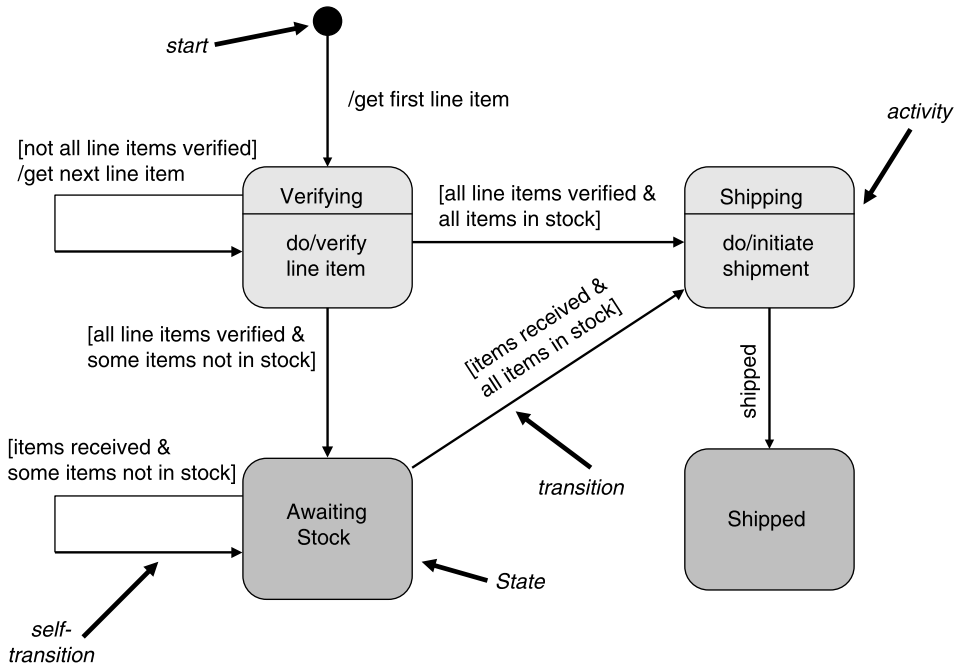 start
/get first line item
activity
[not all line items verified]
/get next line item
Verifying
do/verify
line item
[all line items verified &
all items in stock]
Shipping
do/initiate
shipment
[all line items verified &
some items not in stock]
[items received &
all items in stock]
shipped
[items received &
some items not in stock]
Awaiting
Stock
transition
Shipped
State
self-
transition